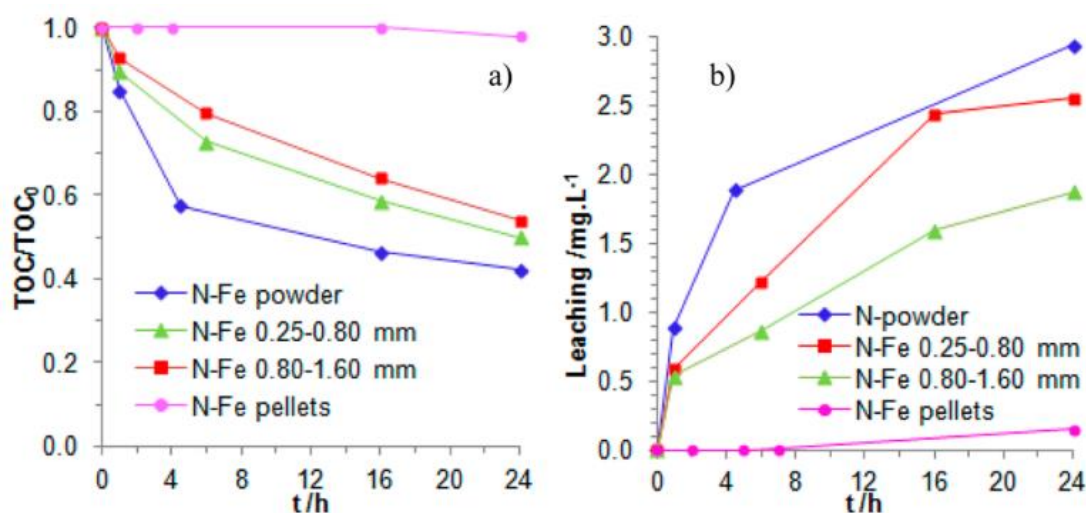 a)
TOC/TOC₀
1.0
0.8
0.6
0.4
0.2
0.0
N-Fe powder
N-Fe 0.25-0.80 mm
N-Fe 0.80-1.60 mm
N-Fe pellets
0 4 8 12 16 20 24
t/h
b)
Leaching /mg.L⁻¹
3.0
2.5
2.0
1.5
1.0
0.5
0.0
N-powder
N-Fe 0.25-0.80 mm
N-Fe 0.80-1.60 mm
N-Fe pellets
0 4 8 12 16 20 24
t/h